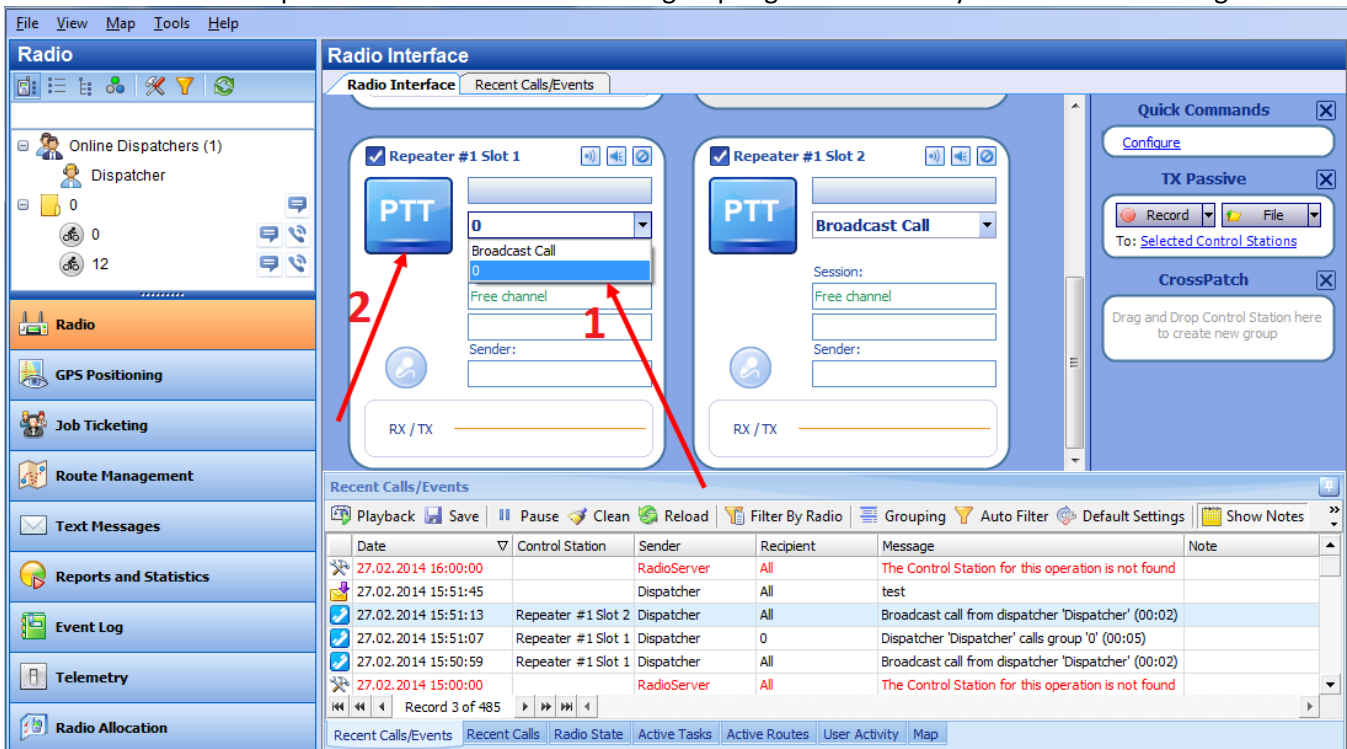 File View Map Tools Help
Radio
Radio Interface
Radio Interface Recent Calls/Events
Online Dispatchers (1)
Dispatcher
0
0
12
Radio
GPS Positioning
Job Ticketing
Route Management
Text Messages
Reports and Statistics
Event Log
Telemetry
Radio Allocation
Repeater #1 Slot 1
PTT
0
Broadcast Call
0
Free channel
Sender:
RX / TX
2
1
Repeater #1 Slot 2
PTT
Broadcast Call
Session:
Free channel
Sender:
RX / TX
Quick Commands
Configure
TX Passive
Record File
To: Selected Control Stations
CrossPatch
Drag and Drop Control Station here
to create new group
Recent Calls/Events
Playback Save Pause Clean Reload Filter By Radio Grouping Auto Filter Default Settings Show Notes
Date Control Station Sender Recipient Message Note
27.02.2014 16:00:00 RadioServer All The Control Station for this operation is not found
27.02.2014 15:51:45 Dispatcher All test
27.02.2014 15:51:13 Repeater #1 Slot 2 Dispatcher All Broadcast call from dispatcher 'Dispatcher' (00:02)
27.02.2014 15:51:07 Repeater #1 Slot 1 Dispatcher 0 Dispatcher 'Dispatcher' calls group '0' (00:05)
27.02.2014 15:50:59 Repeater #1 Slot 1 Dispatcher All Broadcast call from dispatcher 'Dispatcher' (00:02)
27.02.2014 15:00:00 RadioServer All The Control Station for this operation is not found
Record 3 of 485
Recent Calls/Events Recent Calls Radio State Active Tasks Active Routes User Activity Map